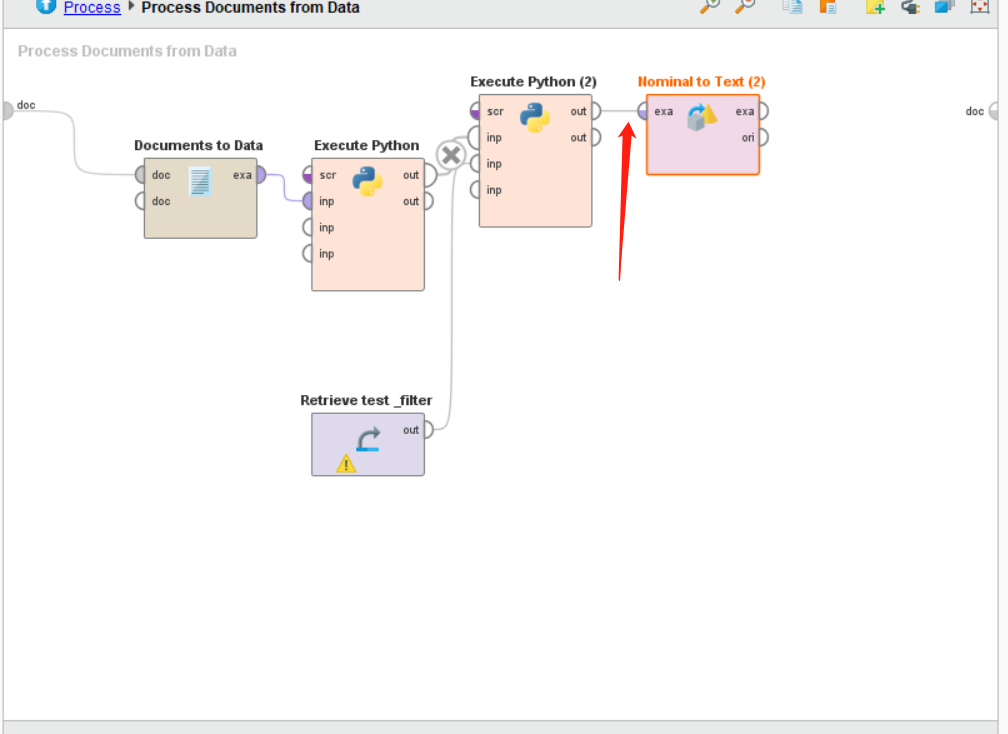 Process Process Documents from Data
Process Documents from Data
doc
Documents to Data
doc
doc
exa
Execute Python
scr
inp
inp
inp
out
out
Execute Python (2)
scr
inp
inp
inp
out
out
Nominal to Text (2)
exa
exa
ori
doc
Retrieve test _filter
out